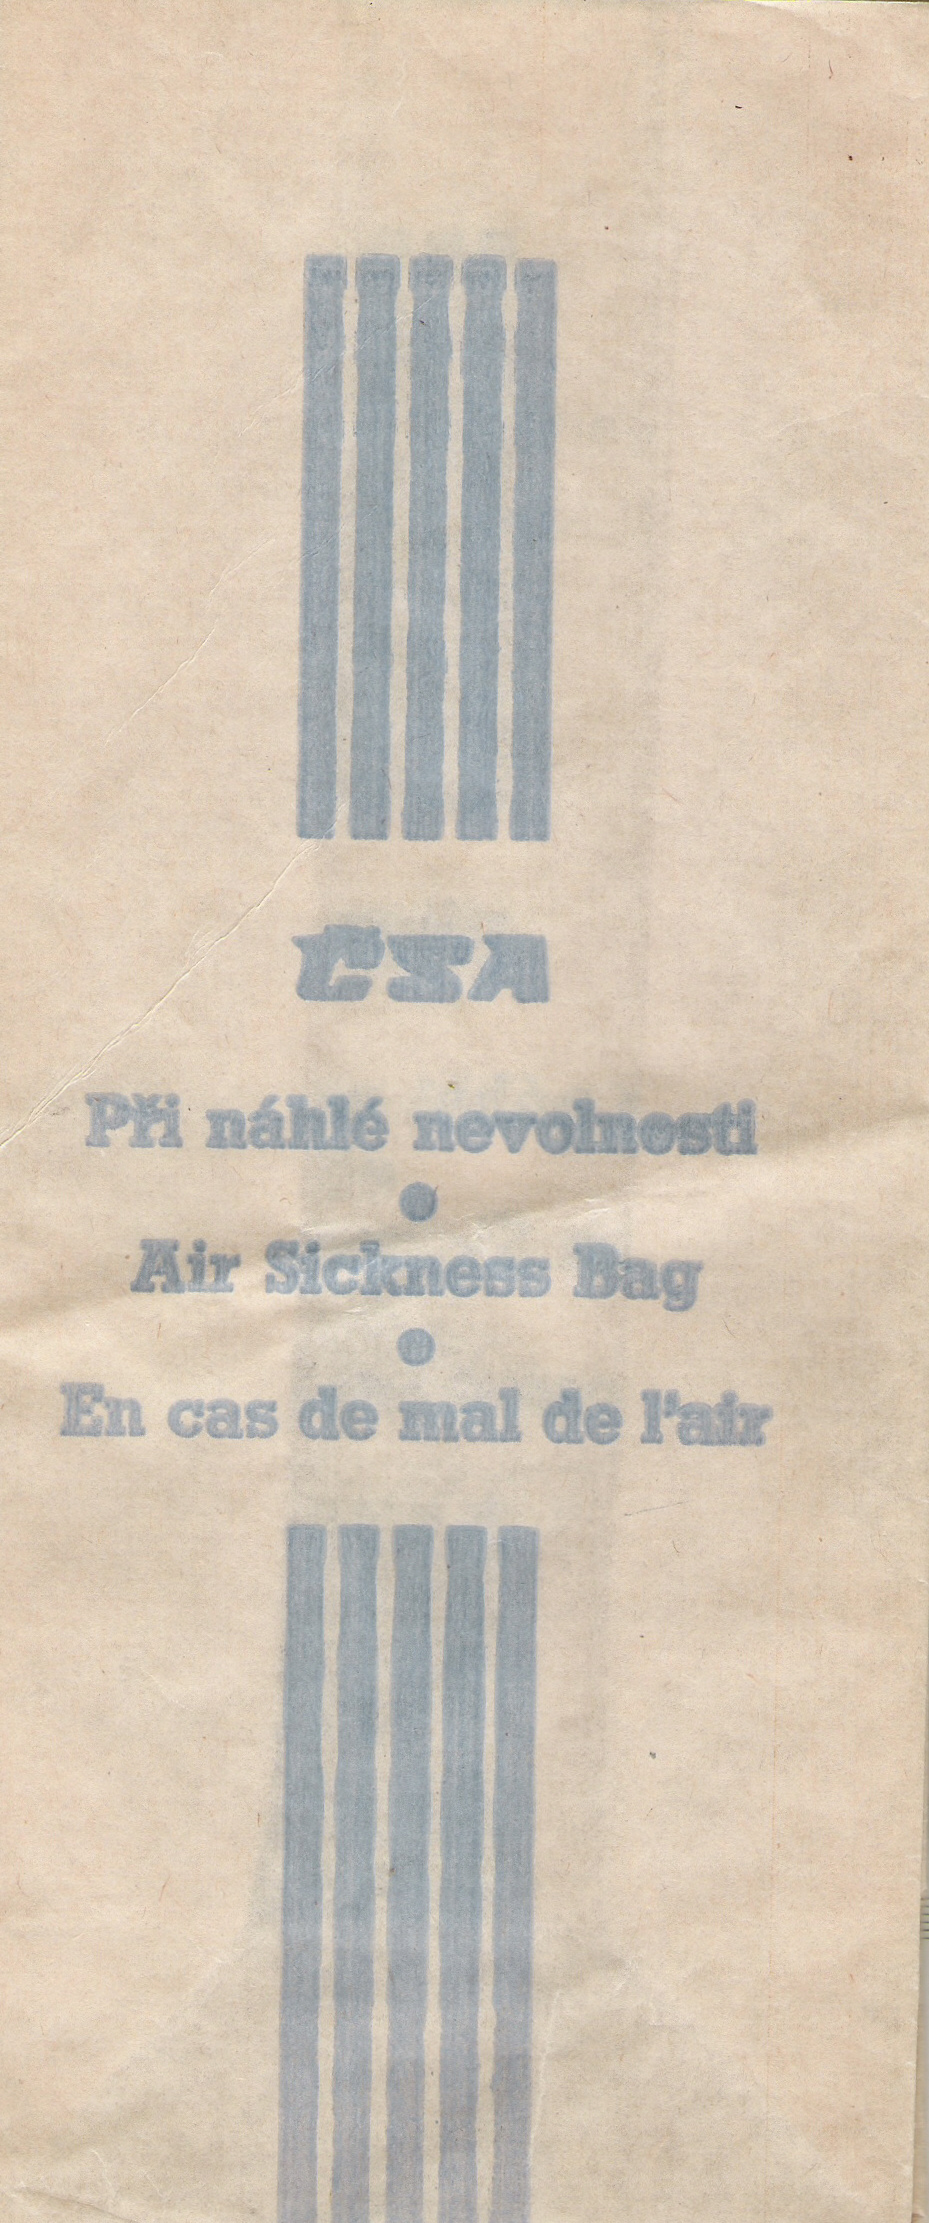 ČSA
Při náhlé nevolnosti
Air Sickness Bag
En cas de mal de l'air